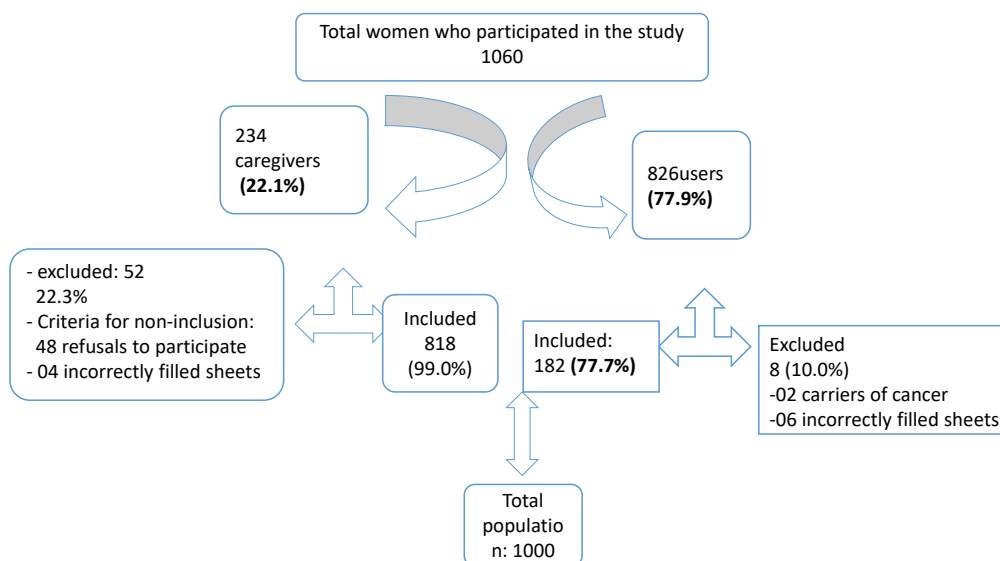 Total women who participated in the study
1060
234
caregivers
(22.1%)
826users
(77.9%)
- excluded: 52
22.3%
- Criteria for non-inclusion:
48 refusals to participate
- 04 incorrectly filled sheets
Included
818
(99.0%)
Included:
182 (77.7%)
Excluded
8 (10.0%)
-02 carriers of cancer
-06 incorrectly filled sheets
Total
populatio
n: 1000